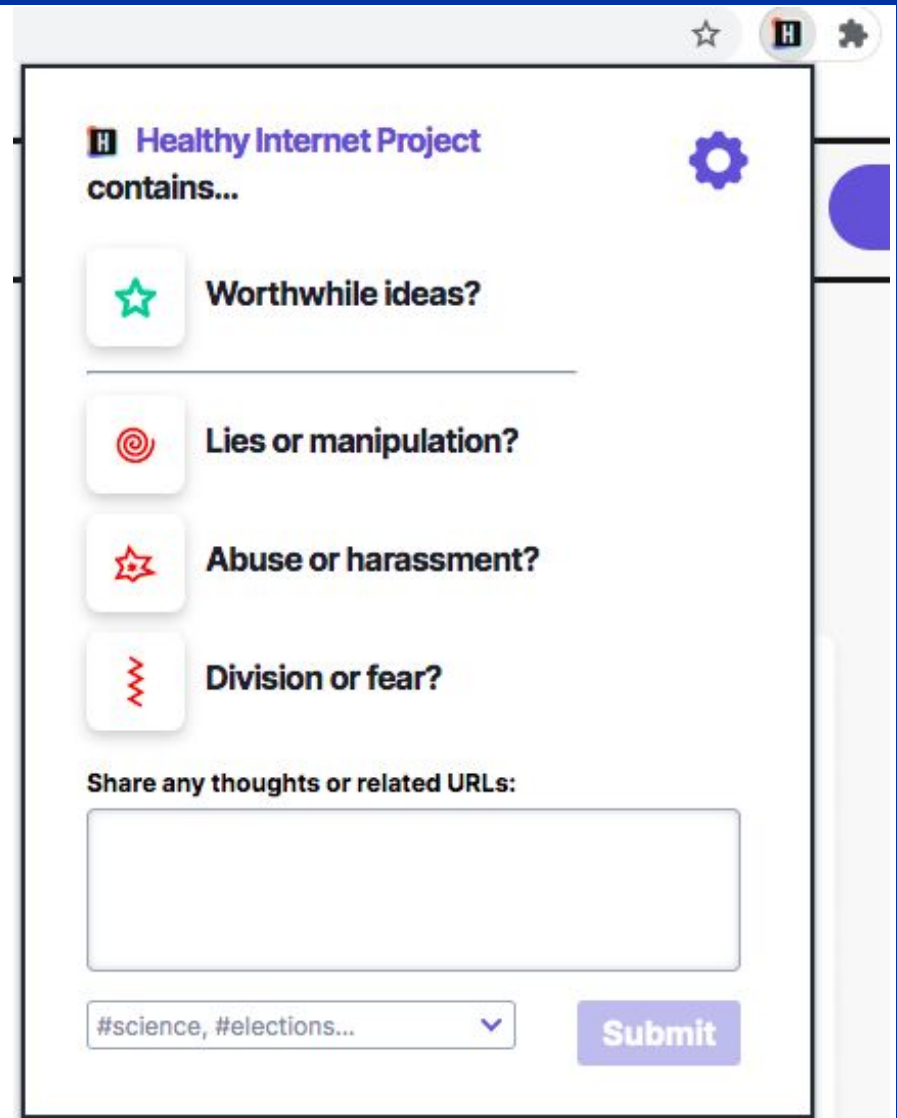 H
H Healthy Internet Project
contains...
Worthwhile ideas?
Lies or manipulation?
Abuse or harassment?
Division or fear?
Share any thoughts or related URLs:
#science, #elections...
Submit